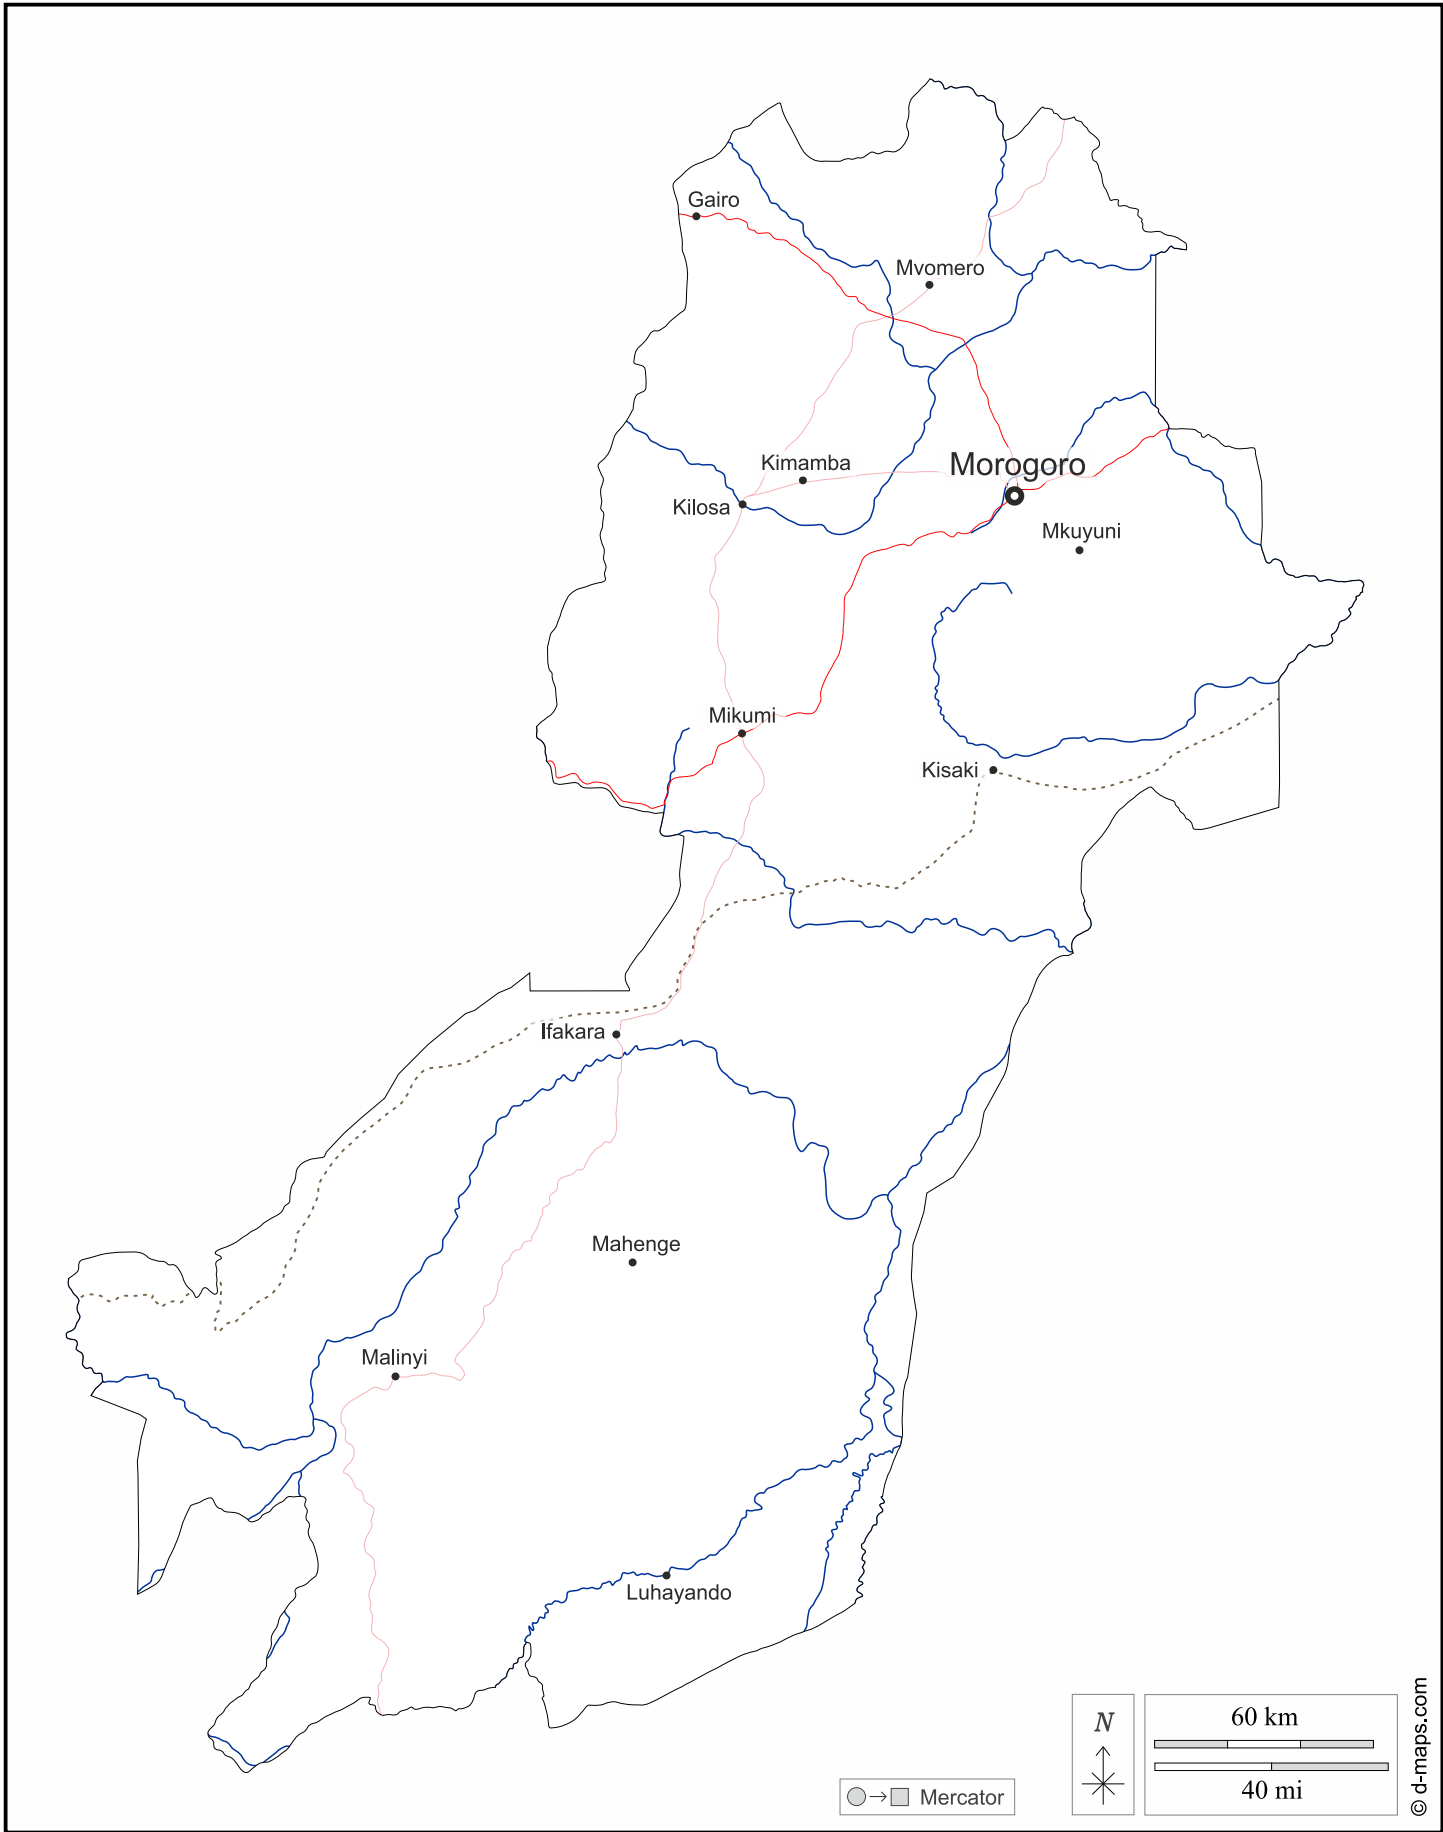 Gairo
Mvomero
Kimamba
Morogoro
Kilosa
Mkuyuni
Mikumi
Kisaki
Ifakara
Mahenge
Malinyi
Luhayando
N
60 km
40 mi
Mercator
© d-maps.com